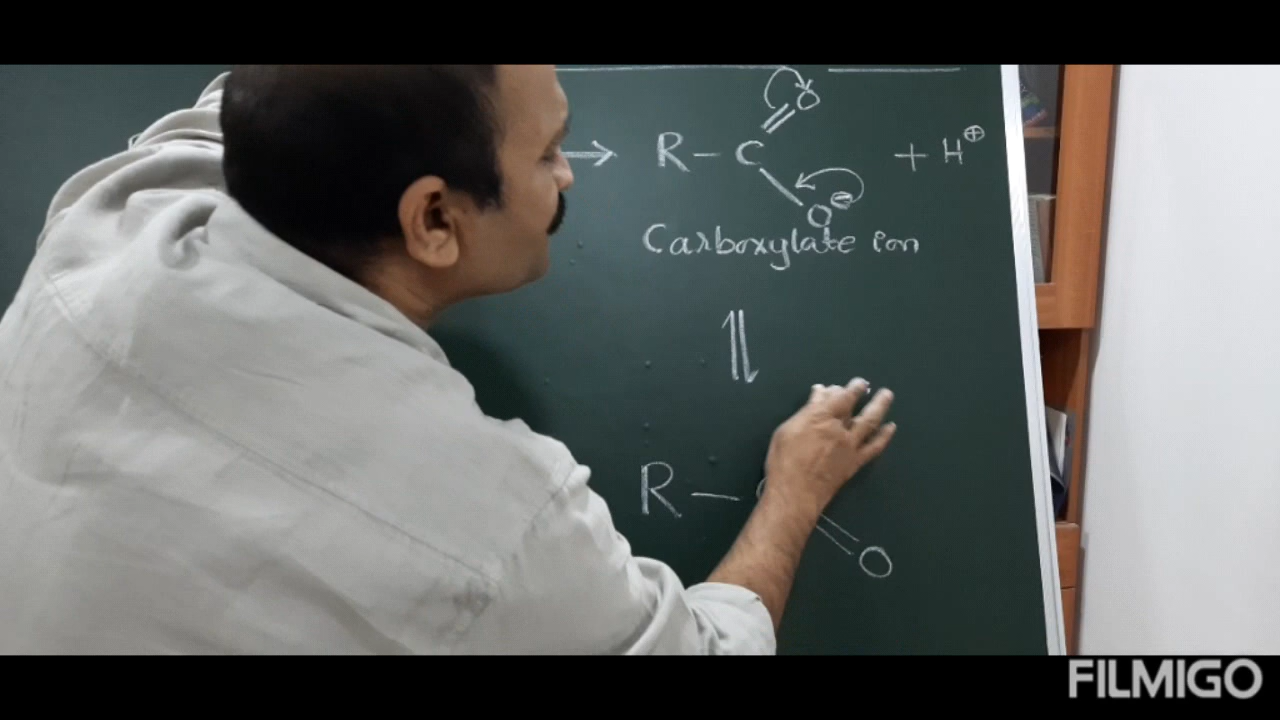 O
→ R - C + H⊕
O⊖
Carboxylate ion
⇌
R -
O
FILMIGO